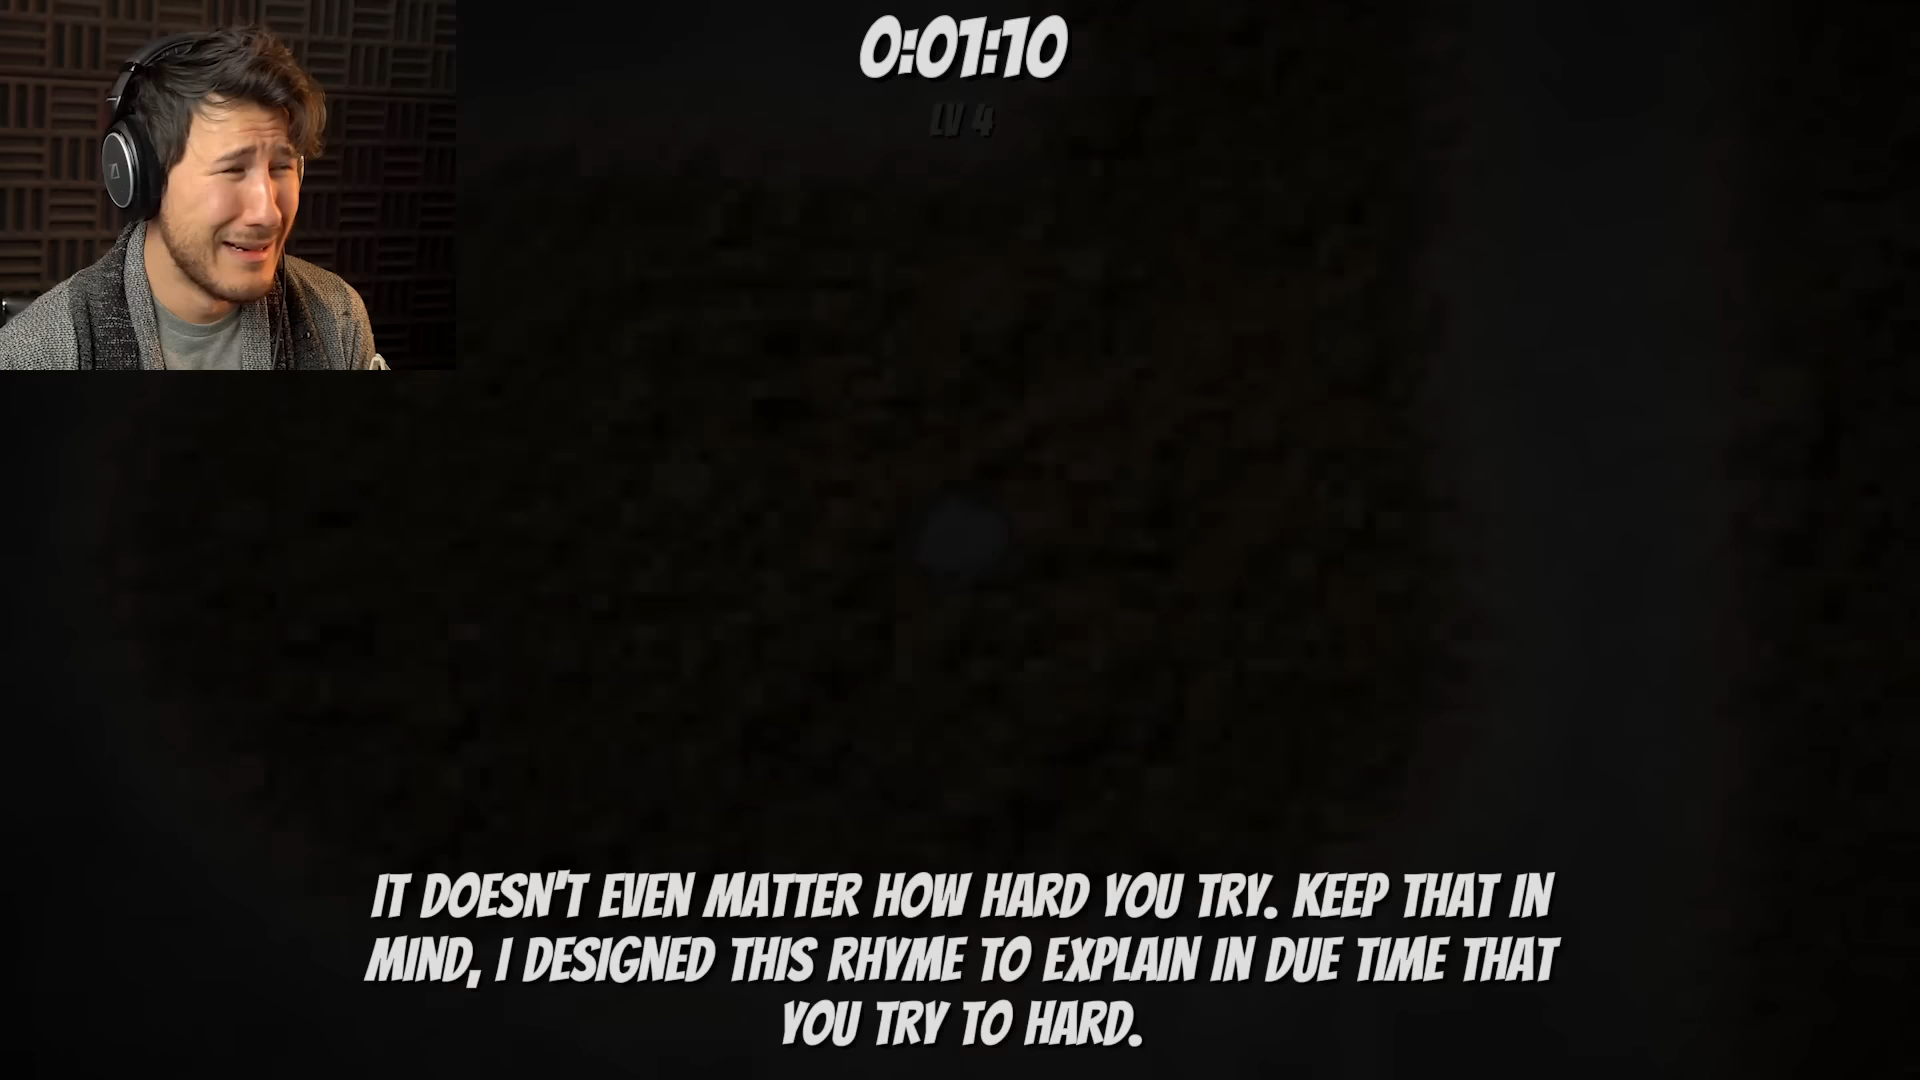 0:01:10
LV 4
IT DOESN'T EVEN MATTER HOW HARD YOU TRY. KEEP THAT IN
MIND, I DESIGNED THIS RHYME TO EXPLAIN IN DUE TIME THAT
YOU TRY TO HARD.